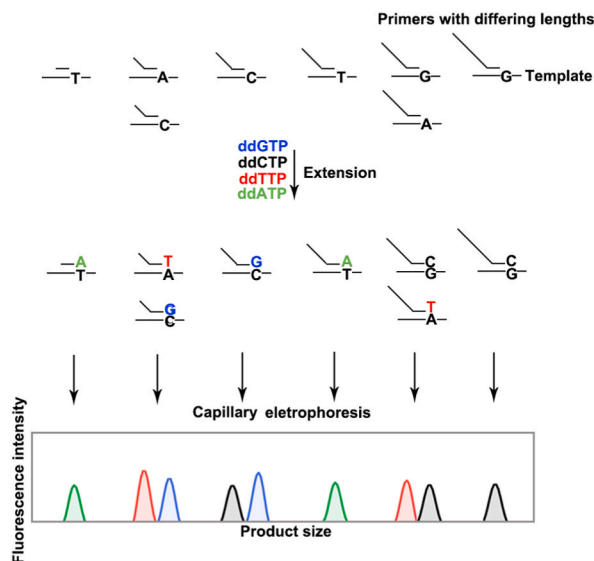 Primers with differing lengths
T A C T G G Template
C A
ddGTP
ddCTP
ddTTP
ddATP
Extension
A T G A C C
T A C T G G
G T
C A
Capillary eletrophoresis
Fluorescence intensity
Product size